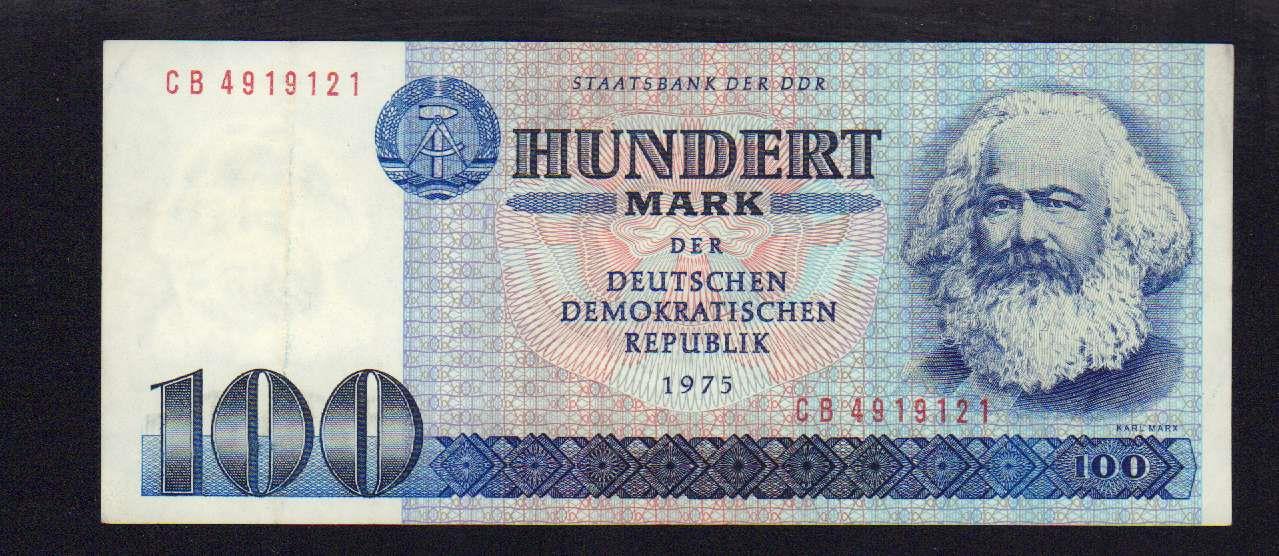 CB 4919121
STAATSBANK DER DDR
HUNDERT
MARK
DER
DEUTSCHEN
DEMOKRATISCHEN
REPUBLIK
1975
CB 4919121
KARL MARX
100
100